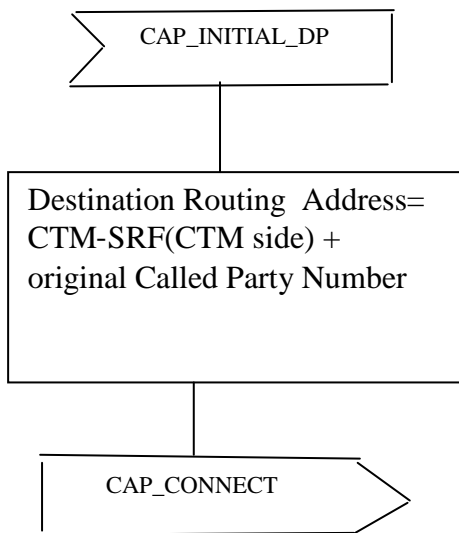 CAP_INITIAL_DP
Destination Routing Address=
CTM-SRF(CTM side) +
original Called Party Number
CAP_CONNECT